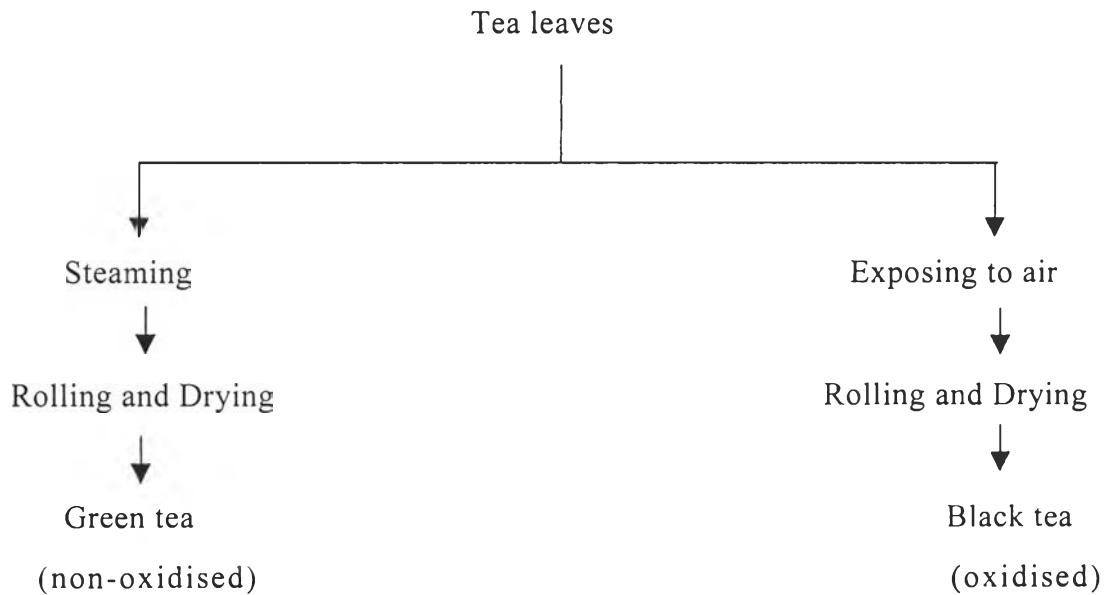 Tea leaves
Steaming
Rolling and Drying
Green tea
(non-oxidised)
Exposing to air
Rolling and Drying
Black tea
(oxidised)